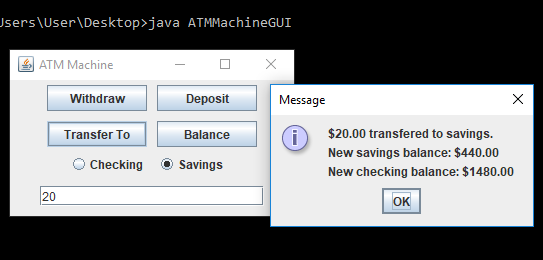 Users\User\Desktop>java ATMMachineGUI
ATM Machine
Withdraw
Deposit
Transfer To
Balance
Checking
Savings
20
Message
$20.00 transfered to savings.
New savings balance: $440.00
New checking balance: $1480.00
OK